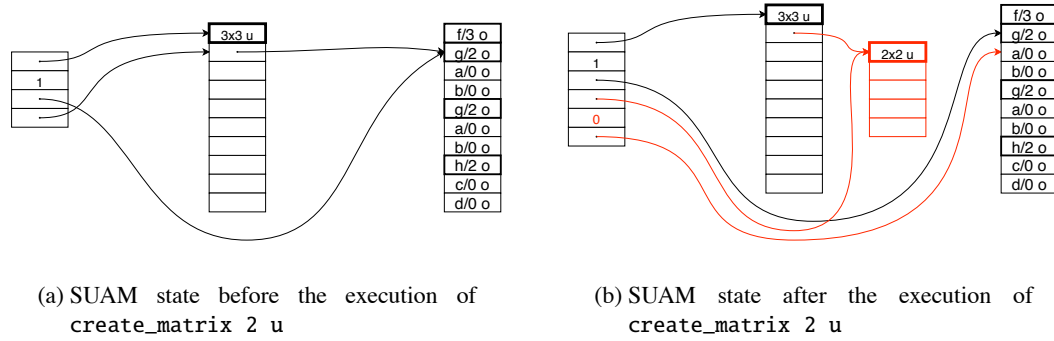 3x3 u
1
f/3 o
g/2 o
a/0 o
b/0 o
g/2 o
a/0 o
b/0 o
h/2 o
c/0 o
d/0 o
(a) SUAM state before the execution of
create_matrix 2 u
3x3 u
1
0
2x2 u
f/3 o
g/2 o
a/0 o
b/0 o
g/2 o
a/0 o
b/0 o
h/2 o
c/0 o
d/0 o
(b) SUAM state after the execution of
create_matrix 2 u